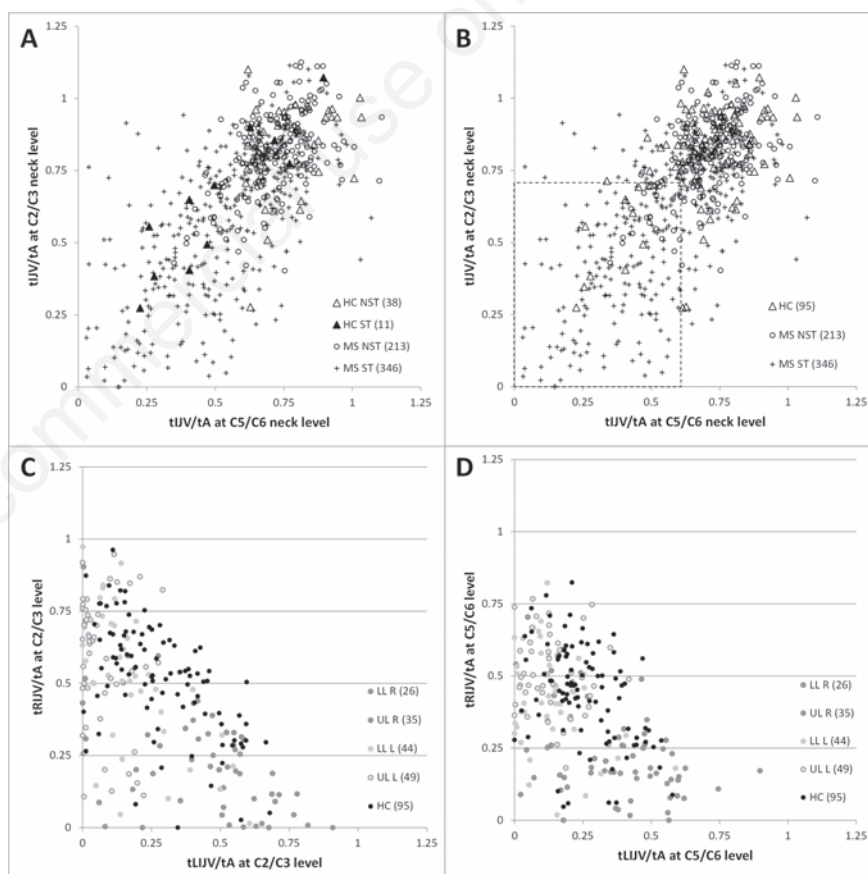 A
tIJV/tA at C2/C3 neck level
1.25
1
0.75
0.5
0.25
0
0 0.25 0.5 0.75 1 1.25
tIJV/tA at C5/C6 neck level
HC NST (38)
HC ST (11)
MS NST (213)
MS ST (346)
B
tIJV/tA at C2/C3 neck level
1.25
1
0.75
0.5
0.25
0
0 0.25 0.5 0.75 1 1.25
tIJV/tA at C5/C6 neck level
HC (95)
MS NST (213)
MS ST (346)
C
tRIJV/tA at C2/C3 level
1.25
1
0.75
0.5
0.25
0
0 0.25 0.5 0.75 1 1.25
tLIJV/tA at C2/C3 level
LL R (26)
UL R (35)
LL L (44)
UL L (49)
HC (95)
D
tRIJV/tA at C5/C6 level
1.25
1
0.75
0.5
0.25
0
0 0.25 0.5 0.75 1 1.25
tLIJV/tA at C5/C6 level
LL R (26)
UL R (35)
LL L (44)
UL L (49)
HC (95)
commercial use on